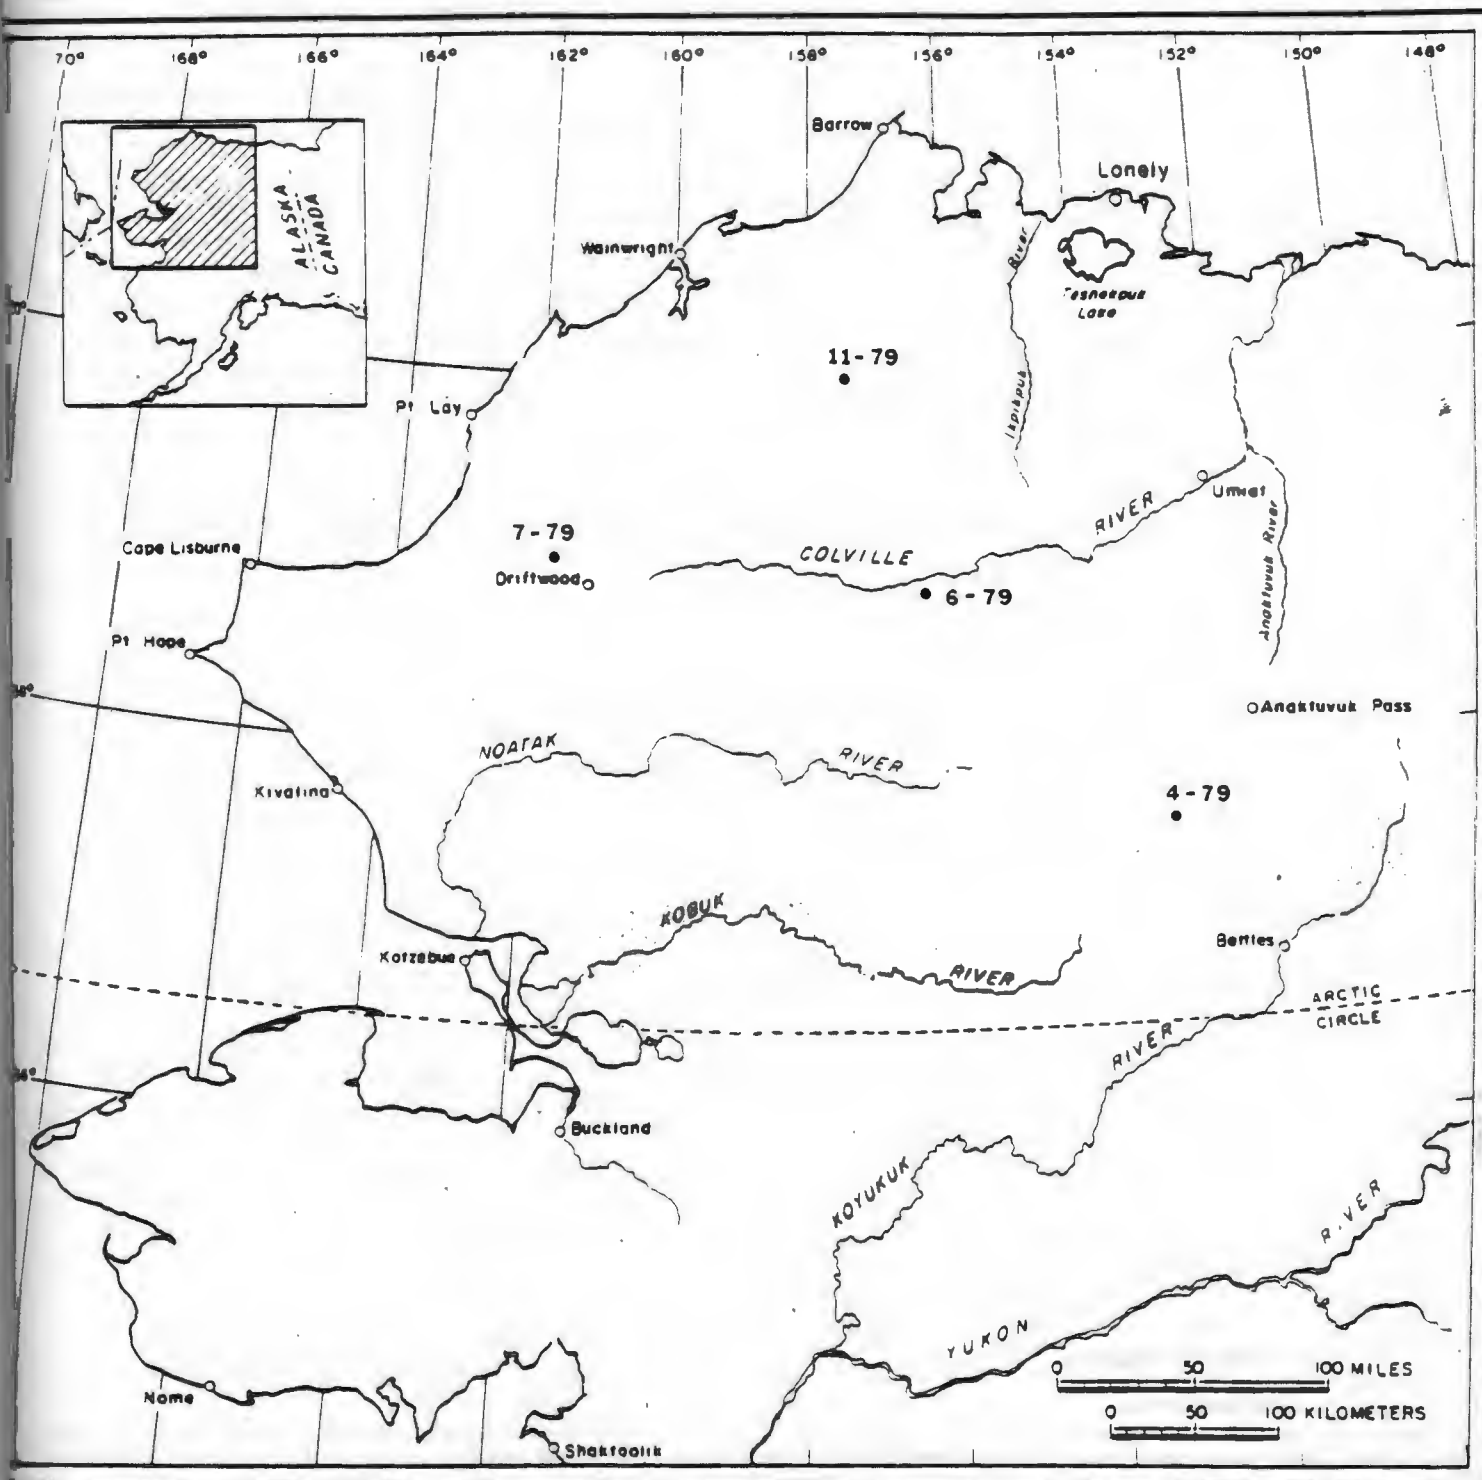 70° 168° 166° 164° 162° 160° 158° 156° 154° 152° 150° 148°
Barrow
Lonely
ALASKA
CANADA
Wainwright
River
Teshekpuk
Lake
11-79
Pt Lay
Ikpikpuk
Umiat
RIVER
7-79
Cape Lisburne
COLVILLE
Driftwood
6-79
Anaktuvuk River
Pt Hope
Anaktuvuk Pass
NOATAK
RIVER
Kivalina
4-79
KOBUK
Bettles
Kotzebue
RIVER
ARCTIC
CIRCLE
RIVER
Buckland
KOYUKUK
RIVER
YUKON
0 50 100 MILES
Nome
0 50 100 KILOMETERS
Shaktoolik